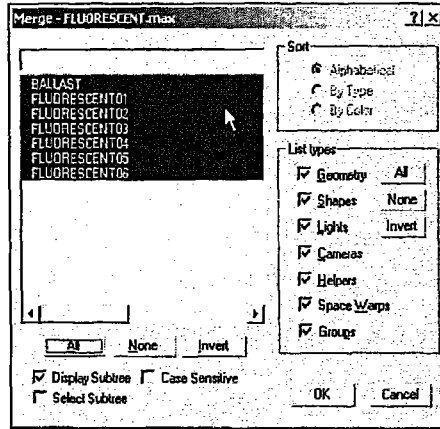 Merge - FLUORESCENT.max
BALLAST
FLUORESCENT01
FLUORESCENT02
FLUORESCENT03
FLUORESCENT04
FLUORESCENT05
FLUORESCENT06
All None Invert
Display Subtree Case Sensitive
Select Subtree
Sort
Alphabetical
By Type
By Color
List types
Geometry All
Shapes None
Lights Invert
Cameras
Helpers
Space Warps
Groups
OK Cancel